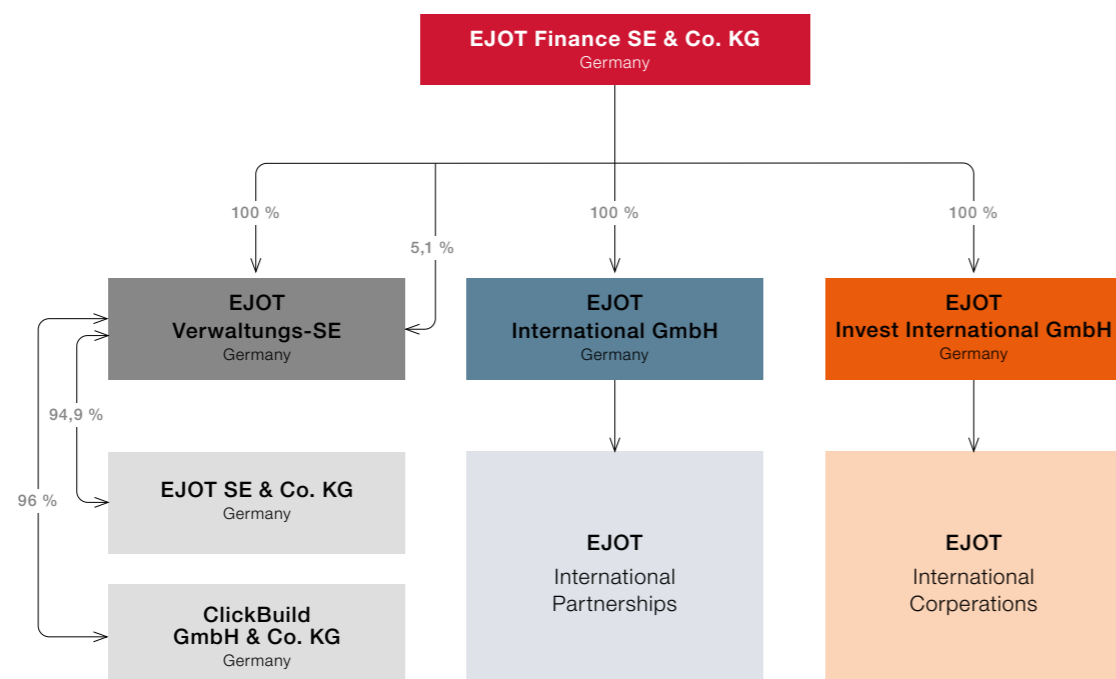 EJOT Finance SE & Co. KG
Germany
100 %
100 %
100 %
5,1 %
EJOT
Verwaltungs-SE
Germany
EJOT
International GmbH
Germany
EJOT
Invest International GmbH
Germany
94,9 %
96 %
EJOT SE & Co. KG
Germany
EJOT
International
Partnerships
EJOT
International
Corperations
ClickBuild
GmbH & Co. KG
Germany